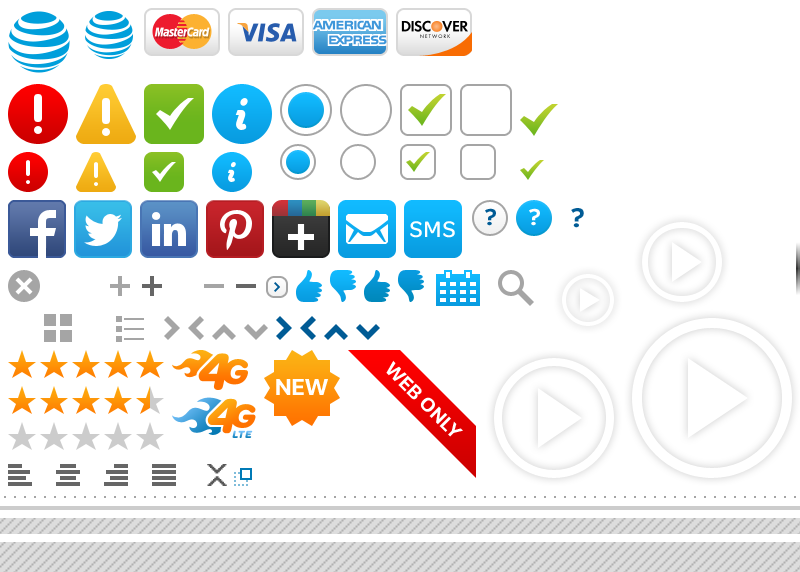 MasterCard
VISA
AMERICAN EXPRESS
DISCOVER
NETWORK
SMS
4G
NEW
WEB ONLY
4G
LTE